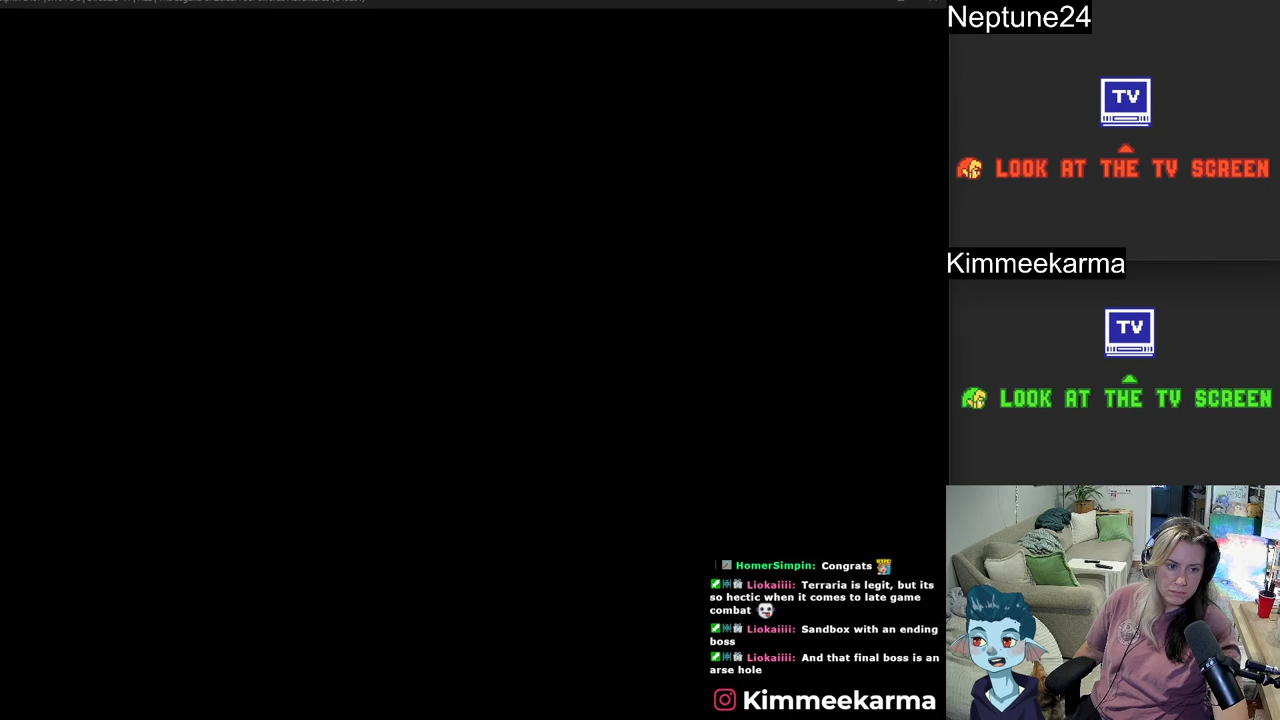 Neptune24
TV
LOOK AT THE TV SCREEN
Kimmeekarma
TV
LOOK AT THE TV SCREEN
HomerSimpin: Congrats
Liokaiiii: Terraria is legit, but its
so hectic when it comes to late game
combat
Liokaiiii: Sandbox with an ending
boss
Liokaiiii: And that final boss is an
arse hole
Kimmeekarma